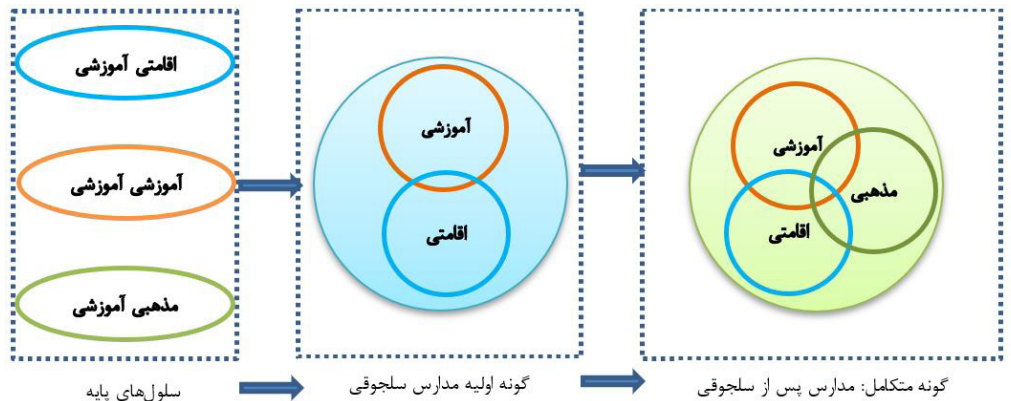 اقامتی آموزشی
آموزشی آموزشی
مذهبی آموزشی
آموزشی
اقامتی
آموزشی
مذهبی
اقامتی
سلول‌های پایه
گونه اولیه مدارس سلجوقی
گونه متکامل: مدارس پس از سلجوقی